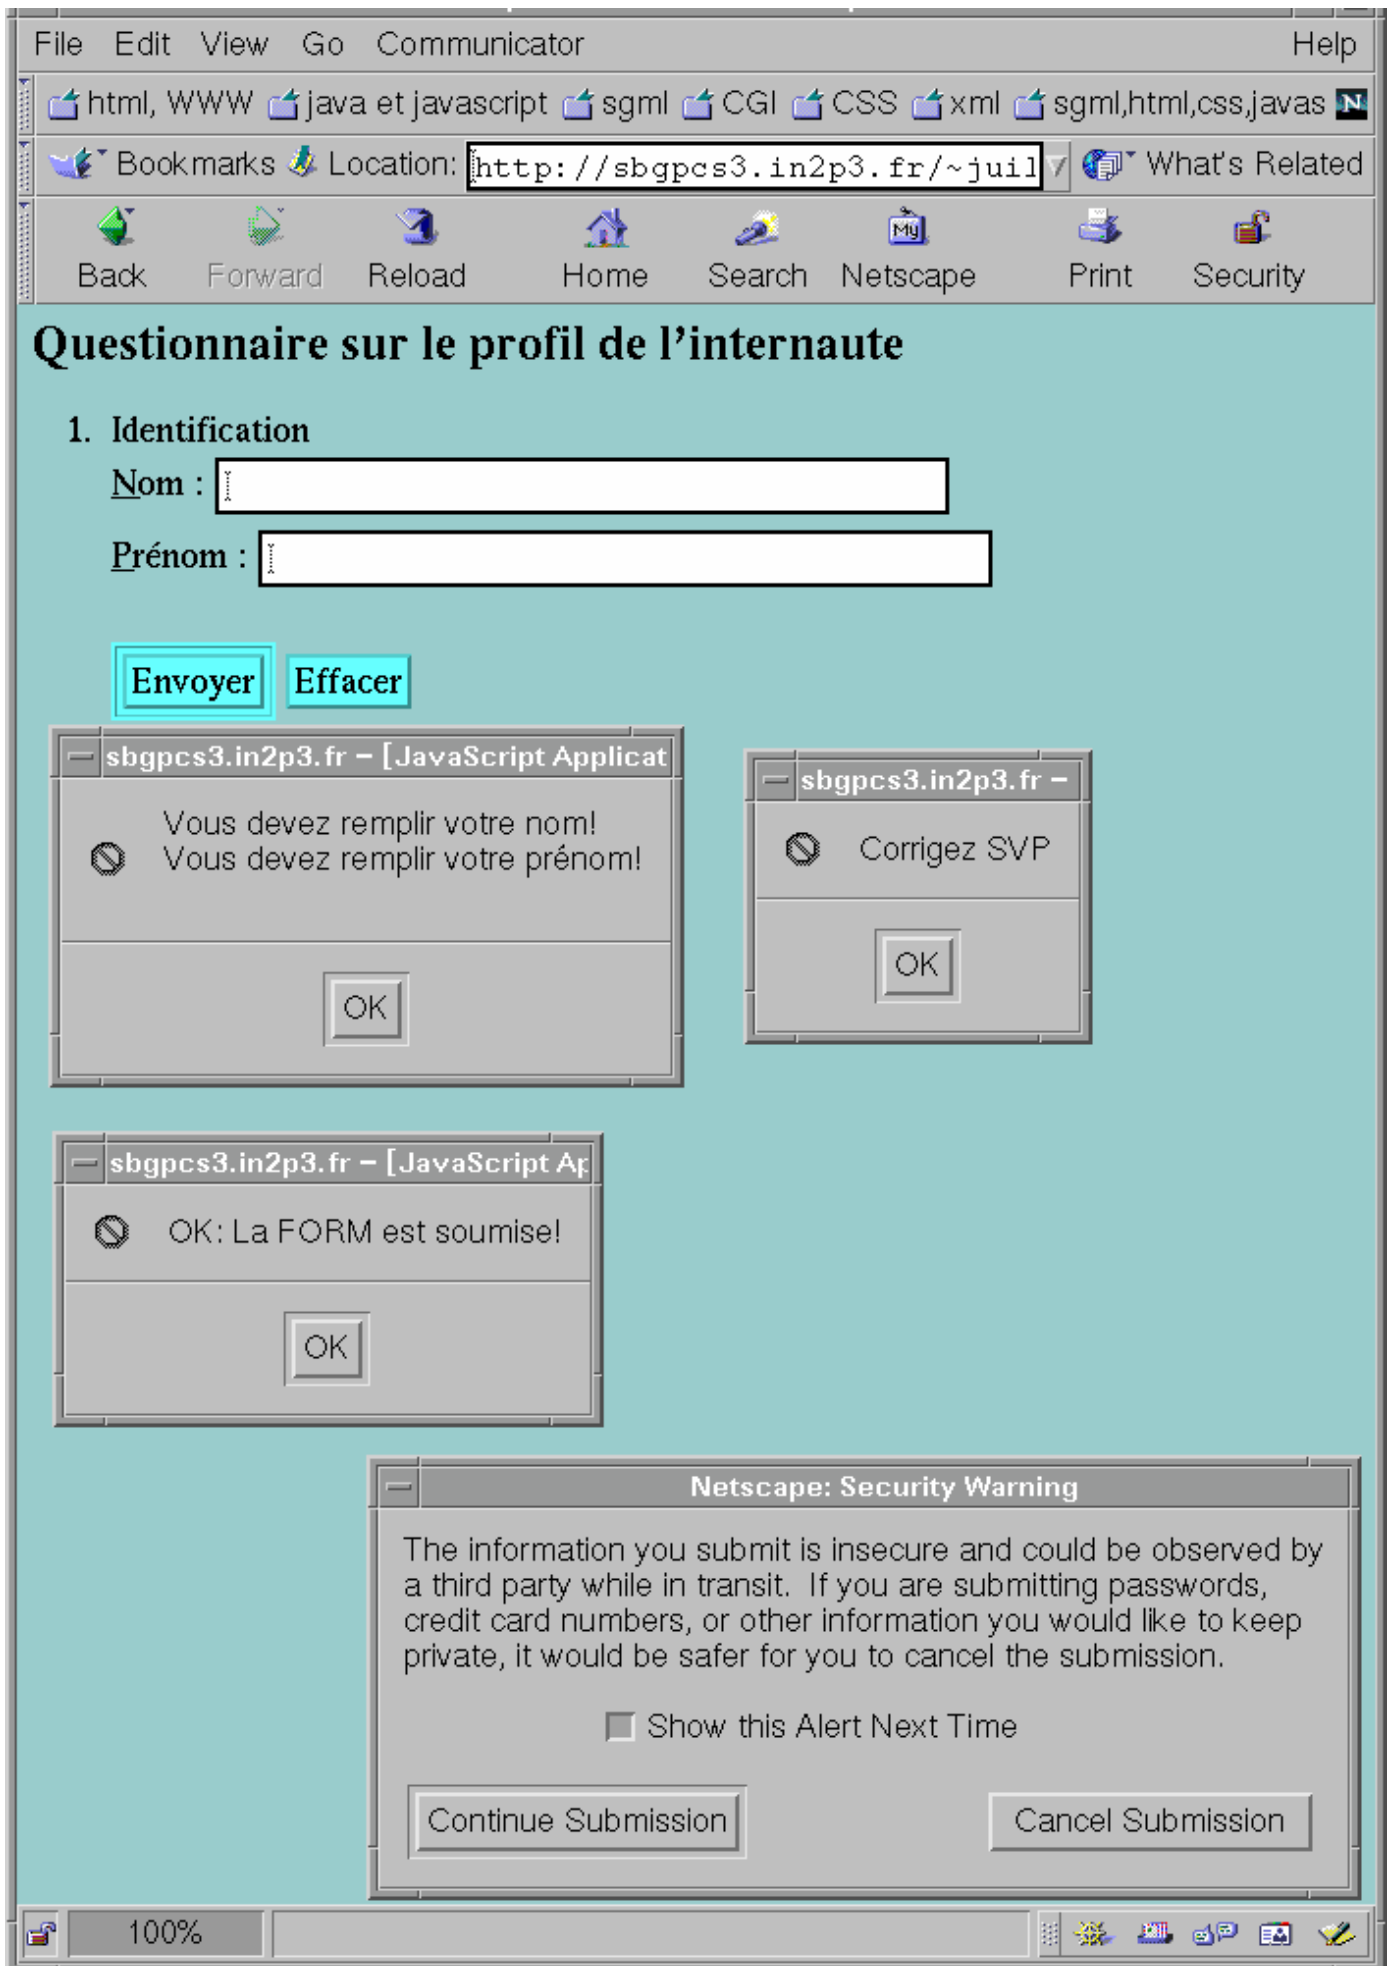 File Edit View Go Communicator Help
html, WWW java et javascript sgml CGI CSS xml sgml,html,css,javas N
Bookmarks Location: http://sbgpcs3.in2p3.fr/~juil What's Related
My
Back Forward Reload Home Search Netscape Print Security
Questionnaire sur le profil de l'internaute
1. Identification
Nom :
Prénom :
Envoyer Effacer
sbgpcs3.in2p3.fr – [JavaScript Applicat
Vous devez remplir votre nom!
Vous devez remplir votre prénom!
OK
sbgpcs3.in2p3.fr –
Corrigez SVP
OK
sbgpcs3.in2p3.fr – [JavaScript Ap
OK: La FORM est soumise!
OK
Netscape: Security Warning
The information you submit is insecure and could be observed by
a third party while in transit. If you are submitting passwords,
credit card numbers, or other information you would like to keep
private, it would be safer for you to cancel the submission.
Show this Alert Next Time
Continue Submission Cancel Submission
100%